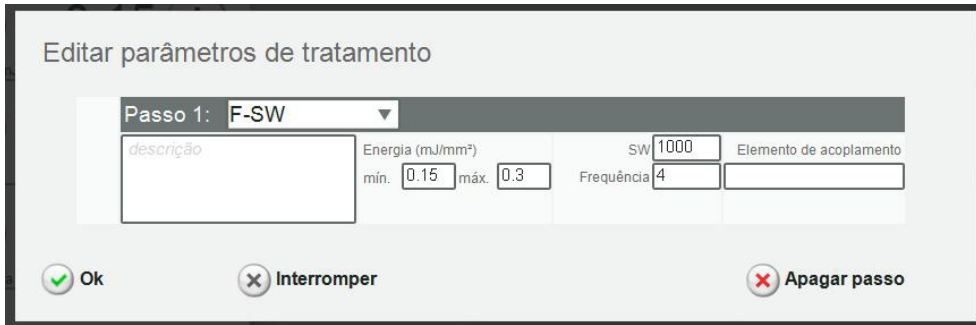 Editar parâmetros de tratamento
Passo 1: F-SW
descrição
Energia (mJ/mm²)
mín. 0.15 máx. 0.3
SW 1000
Frequência 4
Elemento de acoplamento
Ok
Interromper
Apagar passo